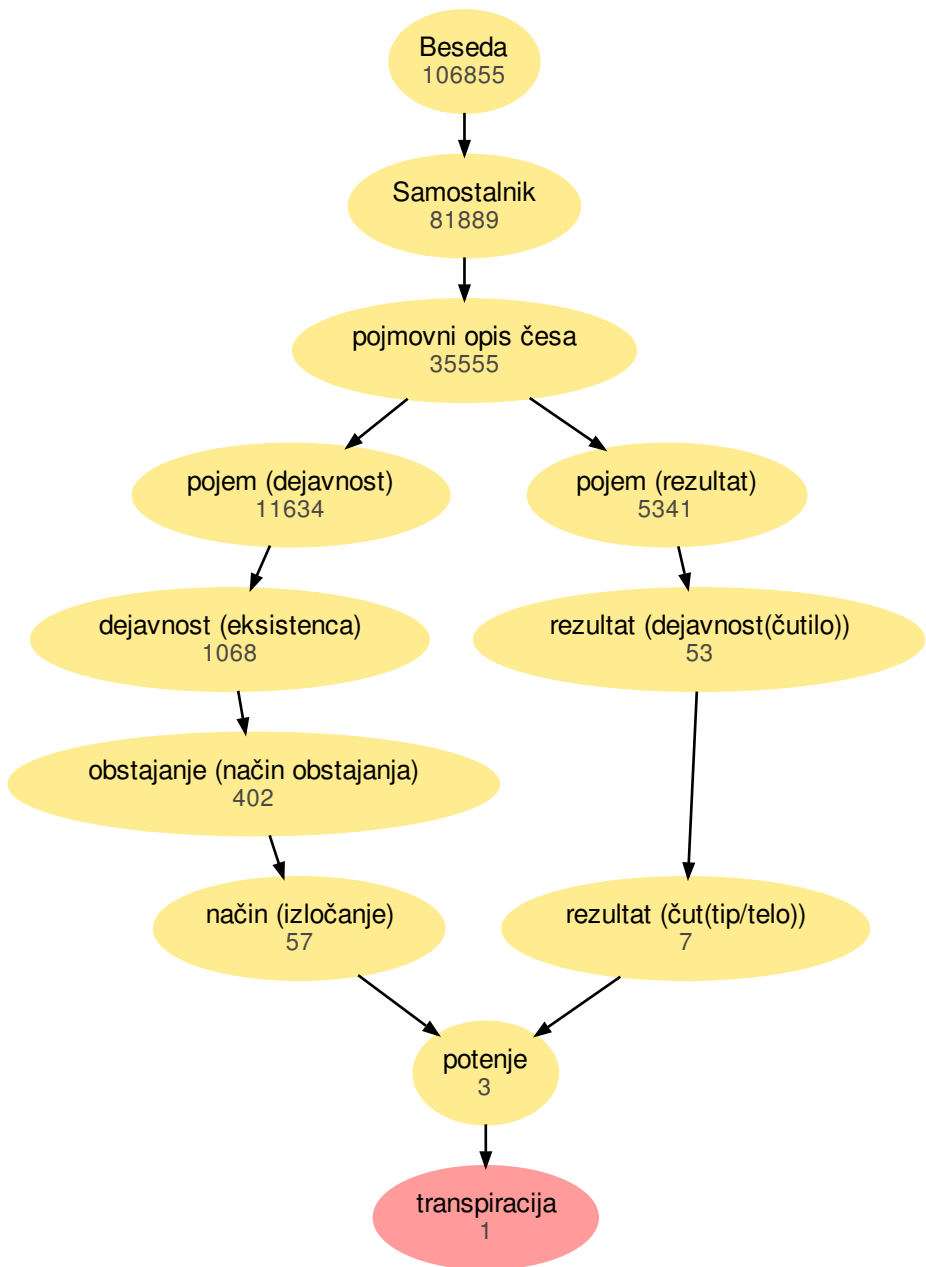 Beseda
106855
Samostalnik
81889
pojmovni opis česa
35555
pojem (dejavnost)
11634
pojem (rezultat)
5341
dejavnost (eksistenca)
1068
rezultat (dejavnost(čutilo))
53
obstajanje (način obstajanja)
402
način (izločanje)
57
rezultat (čut(tip/telo))
7
potenje
3
transpiracija
1